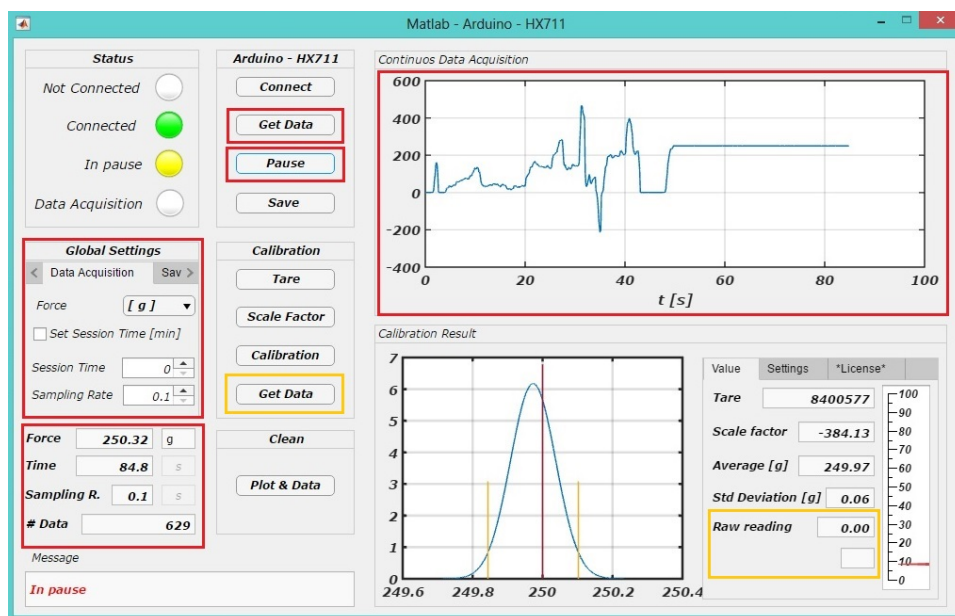 Matlab - Arduino - HX711
Status
Not Connected
Connected
In pause
Data Acquisition
Arduino - HX711
Connect
Get Data
Pause
Save
Continuos Data Acquisition
600
400
200
0
-200
-400
0 20 40 60 80 100
t [s]
Global Settings
< Data Acquisition Sav >
Force [ g ]
Set Session Time [min]
Session Time 0
Sampling Rate 0.1
Calibration
Tare
Scale Factor
Calibration
Get Data
Force 250.32 g
Time 84.8 s
Sampling R. 0.1 s
# Data 629
Clean
Plot & Data
Message
In pause
Calibration Result
7
6
5
4
3
2
1
0
249.6 249.8 250 250.2 250.4
Value Settings *License*
Tare 8400577
Scale factor -384.13
Average [g] 249.97
Std Deviation [g] 0.06
Raw reading 0.00
100
90
80
70
60
50
40
30
20
10
0